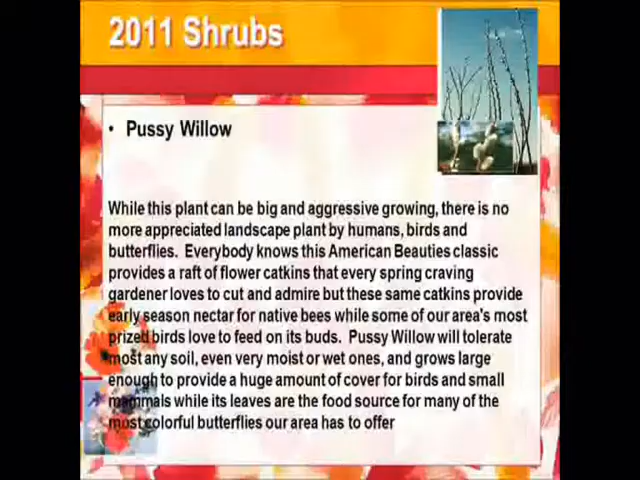 2011 Shrubs
• Pussy Willow
While this plant can be big and aggressive growing, there is no
more appreciated landscape plant by humans, birds and
butterflies. Everybody knows this American Beauties classic
provides a raft of flower catkins that every spring craving
gardener loves to cut and admire but these same catkins provide
early season nectar for native bees while some of our area's most
prized birds love to feed on its buds. Pussy Willow will tolerate
most any soil, even very moist or wet ones, and grows large
enough to provide a huge amount of cover for birds and small
mammals while its leaves are the food source for many of the
most colorful butterflies our area has to offer